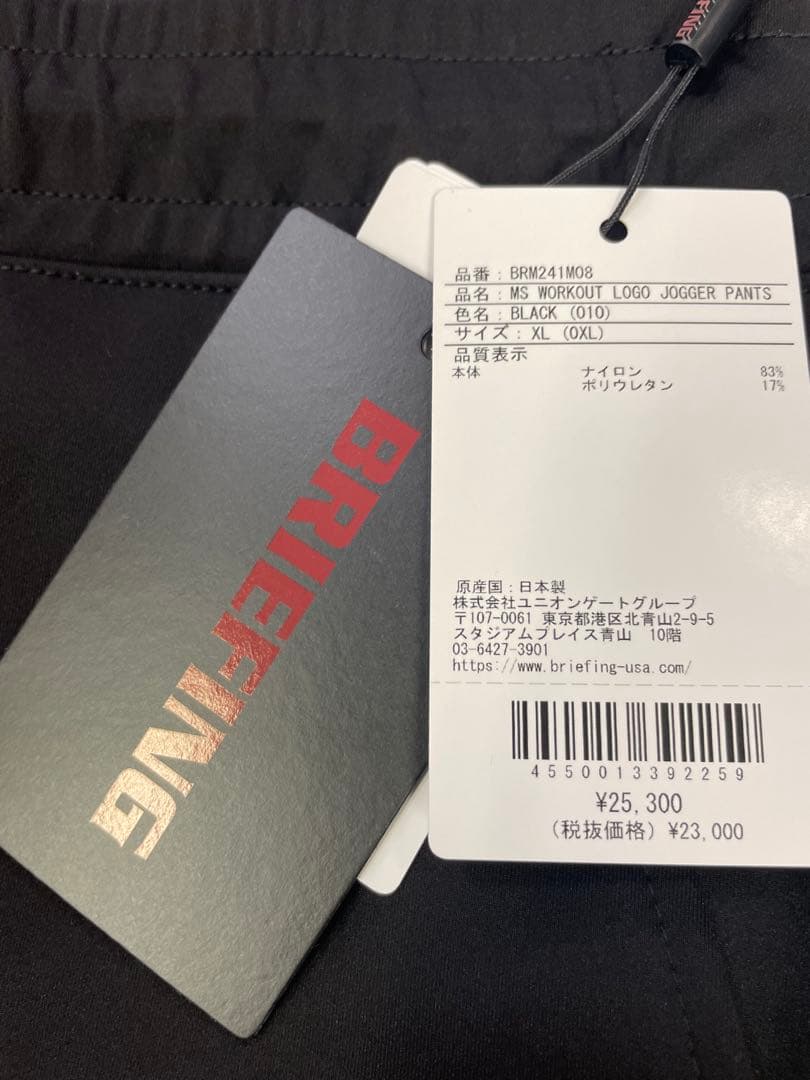 BRIEFING
品番：BRM241M08
品名：MS WORKOUT LOGO JOGGER PANTS
色名：BLACK (010)
サイズ：XL (0XL)
品質表示
本体 ナイロン 83%
ポリウレタン 17%
原産国：日本製
株式会社ユニオンゲートグループ
〒107-0061 東京都港区北青山2-9-5
スタジアムプレイス青山 10階
03-6427-3901
https://www.briefing-usa.com/
4550013392259
¥25,300
(税抜価格) ¥23,000
BRIEFING